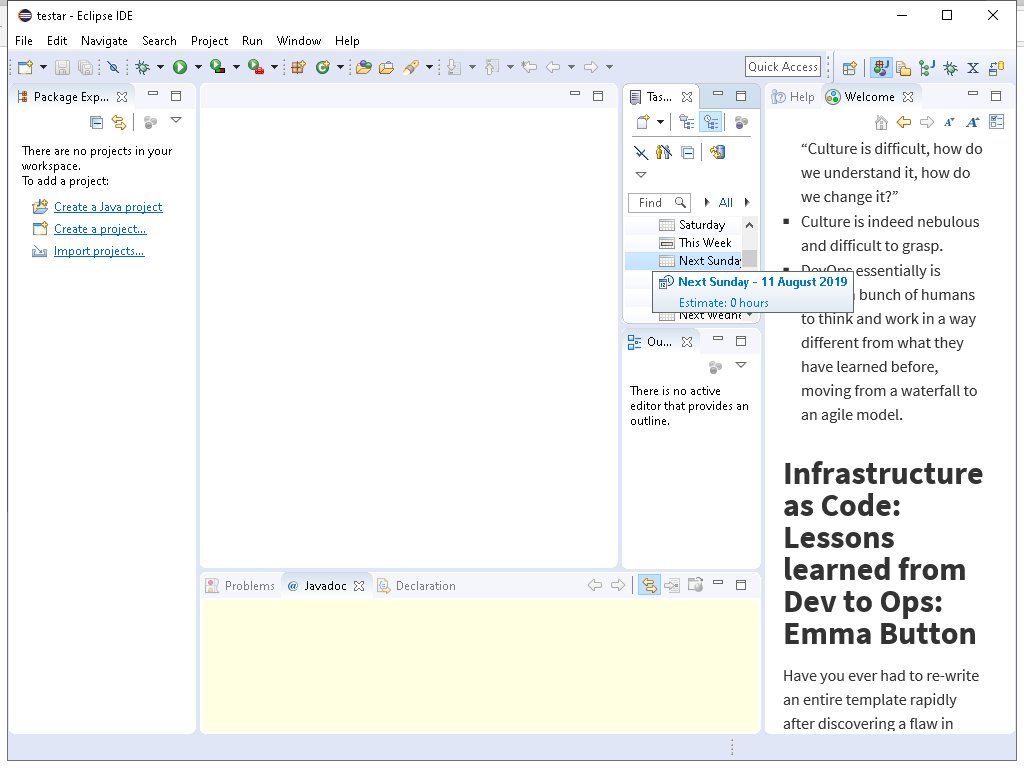 testar - Eclipse IDE
File Edit Navigate Search Project Run Window Help
Quick Access
Package Exp...
There are no projects in your
workspace.
To add a project:
Create a Java project
Create a project...
Import projects...
Tas...
Find
All
Saturday
This Week
Next Sunda
Next Sunday - 11 August 2019
Estimate: 0 hours
Next Wedne
Ou...
There is no active
editor that provides an
outline.
Problems
@ Javadoc
Declaration
Help
Welcome
“Culture is difficult, how do
we understand it, how do
we change it?”
Culture is indeed nebulous
and difficult to grasp.
DevOps essentially is
bunch of humans
to think and work in a way
different from what they
have learned before,
moving from a waterfall to
an agile model.
Infrastructure
as Code:
Lessons
learned from
Dev to Ops:
Emma Button
Have you ever had to re-write
an entire template rapidly
after discovering a flaw in